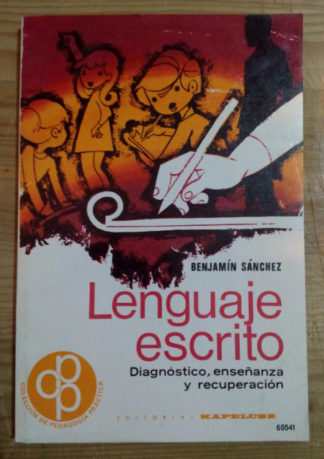 BENJAMÍN SÁNCHEZ
Lenguaje
escrito
Diagnóstico, enseñanza
y recuperación
COLECCIÓN DE PEDAGOGÍA PRÁCTICA
EDITORIAL KAPELUSZ
60541